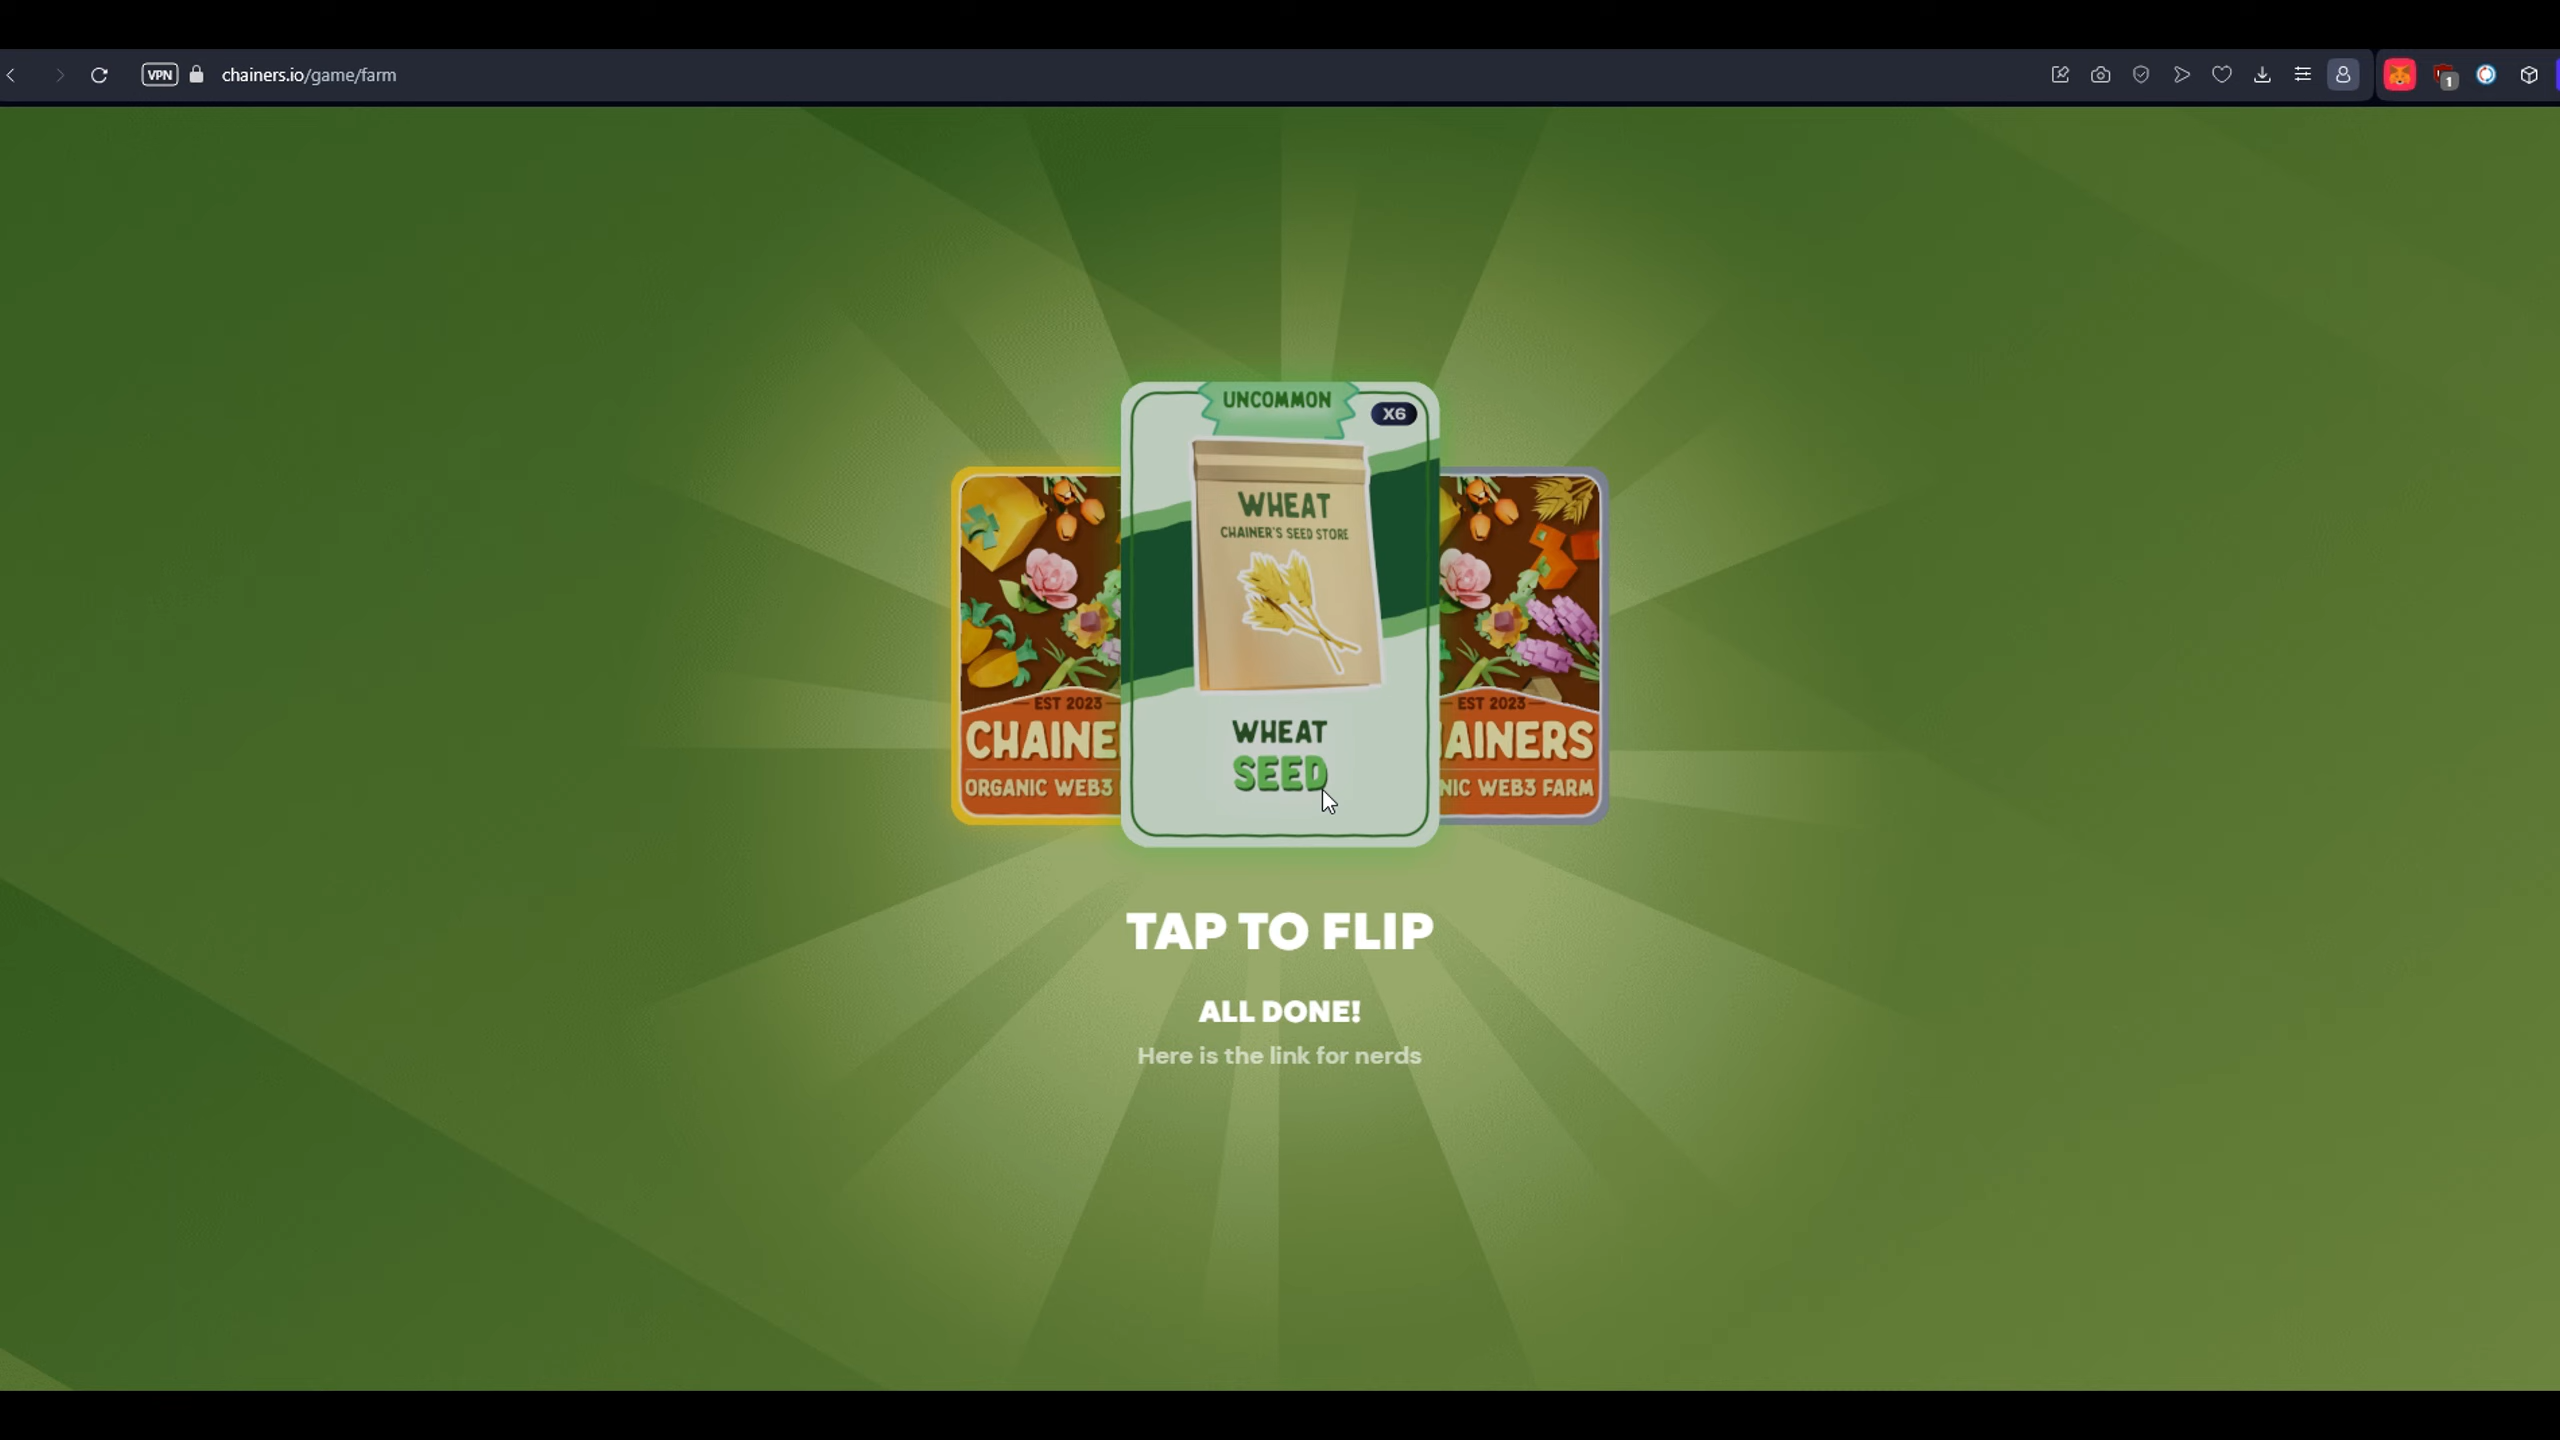 VPN chainers.io/game/farm
1
UNCOMMON
X6
WHEAT
CHAINER'S SEED STORE
EST 2023
CHAINE
ORGANIC WEB3
WHEAT
SEED
EST 2023
AINERS
NIC WEB3 FARM
TAP TO FLIP
ALL DONE!
Here is the link for nerds